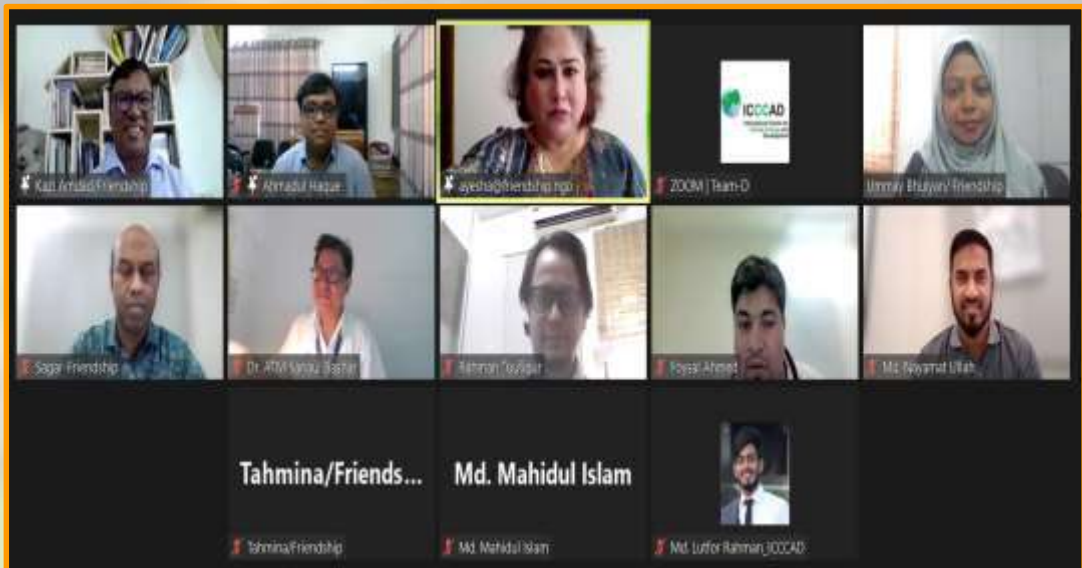 Kazi Amdad/Friendship
Ahmadul Haque
ayesha@friendship.ngo
ICCCAD
ZOOM | Team-D
Ummay Bhuiyan/ Friendship
Sagar-Friendship
Dr. ATM Bashar
Rahman
Foysal Ahmed
Md. Nayamat Ullah
Tahmina/Friends...
Tahmina/Friendship
Md. Mahidul Islam
Md. Mahidul Islam
Md. Lutfor Rahman_ICCCAD